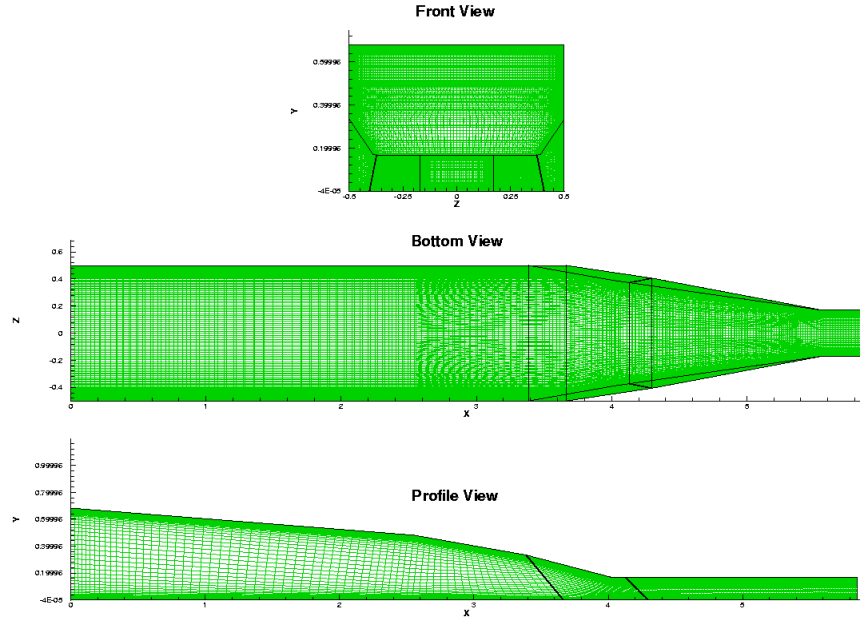 Front View
0.59996
0.39996
Y
0.19996
-4E-05
-0.5 -0.25 0 0.25 0.5
Z
Bottom View
0.6
0.4
0.2
Z
0
-0.2
-0.4
0 1 2 3 4 5
X
Profile View
0.99996
0.79996
Y
0.59996
0.39996
0.19996
-4E-05
0 1 2 3 4 5
X